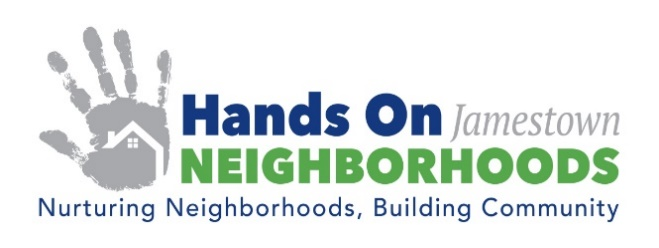 Hands On Jamestown
NEIGHBORHOODS
Nurturing Neighborhoods, Building Community